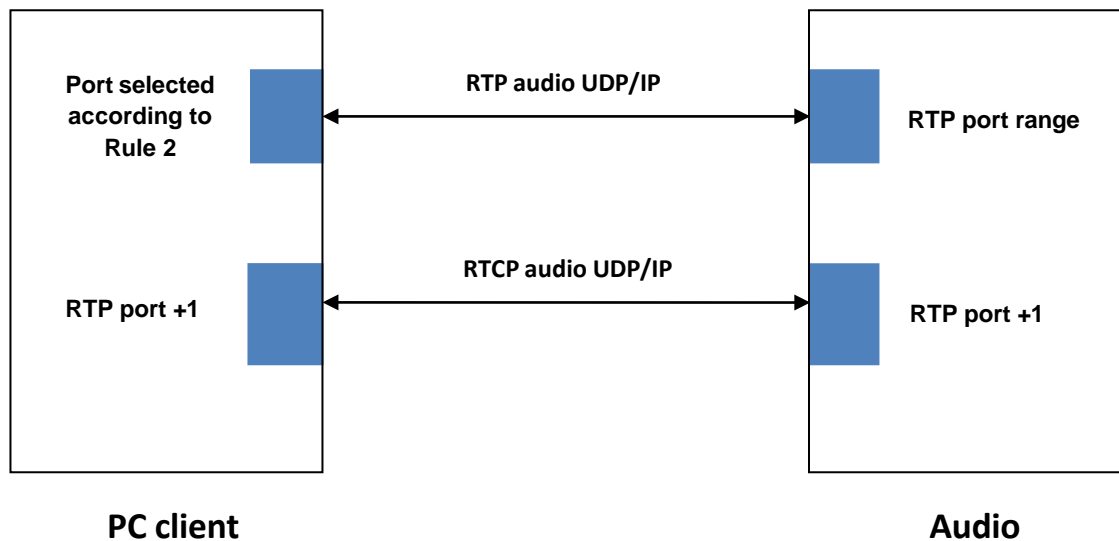 Port selected
according to
Rule 2
RTP audio UDP/IP
RTP port range
RTP port +1
RTCP audio UDP/IP
RTP port +1
PC client
Audio